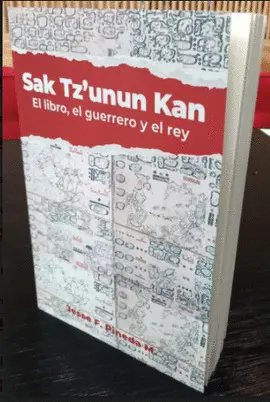 Sak Tz'unun Kan
El libro, el guerrero y el rey
Jesse F. Pineda M.